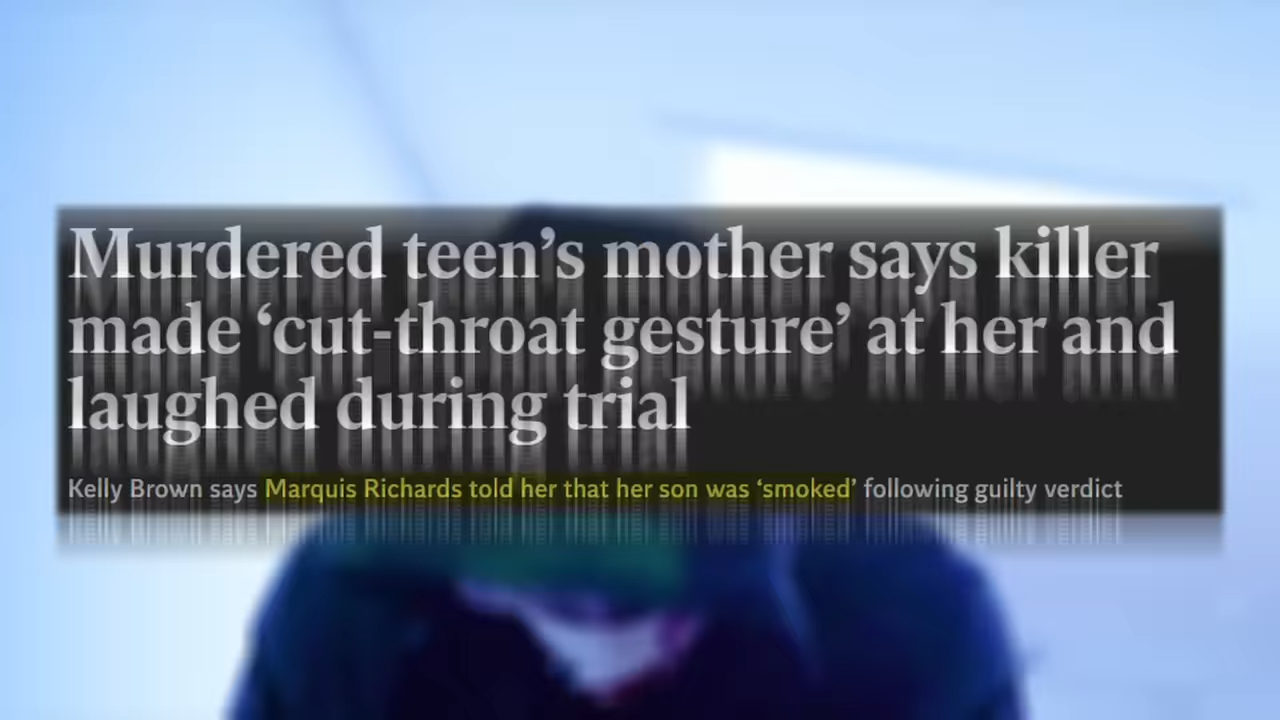 Murdered teen’s mother says killer
made ‘cut-throat gesture’ at her and
laughed during trial
Kelly Brown says Marquis Richards told her that her son was ‘smoked’ following guilty verdict